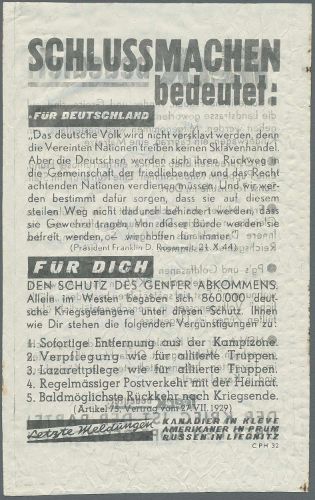 SCHLUSSMACHEN
bedeutet:
FÜR DEUTSCHLAND
„Das deutsche Volk wird nicht versklavt werden, denn
die Vereinten Nationen treiben keinen Sklavenhandel.
Aber die Deutschen werden sich ihren Rückweg in
die Gemeinschaft der friedliebenden und das Recht
achtenden Nationen verdienen müssen. Und wir wer-
den bestimmt dafür sorgen, dass sie auf diesem
steilen Weg nicht dadurch behindert werden, dass
sie Gewehre tragen. Von dieser Bürde werden sie
befreit werden, — wir hoffen für immer."
(Präsident Franklin D. Roosevelt, 21. X. 44)
FÜR DICH
DEN SCHUTZ DES GENFER ABKOMMENS.
Allein im Westen begaben sich 860.000 deut-
sche Kriegsgefangene unter diesen Schutz. Ihnen
wie Dir stehen die folgenden Vergünstigungen zu:
1. Sofortige Entfernung aus der Kampfzone
2. Verpflegung wie für alliierte Truppen.
3. Lazarettpflege wie für alliierte Truppen.
4. Regelmässiger Postverkehr mit der Heimat.
5. Baldmöglichste Rückkehr nach Kriegsende.
(Artikel 75, Vertrag vom 27. VII. 1929)
Letzte Meldungen
KANADIER IN KLEVE
AMERIKANER IN PRÜM
RUSSEN IN LIEGNITZ
CPH 32